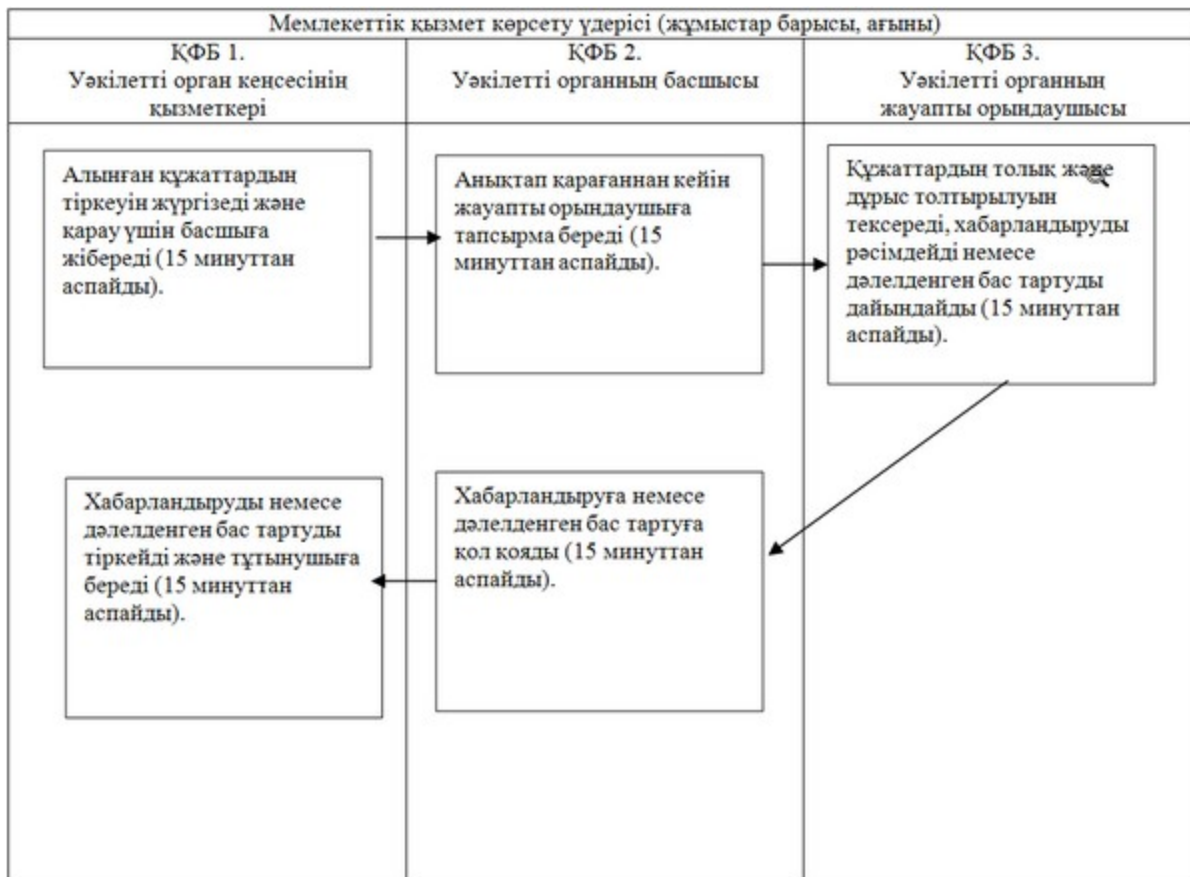 Мемлекеттік қызмет көрсету үдерісі (жұмыстар барысы, ағыны)
ҚФБ 1.
Уәкілетті орган кеңсесінің
қызметкері
ҚФБ 2.
Уәкілетті органның басшысы
ҚФБ 3.
Уәкілетті органның
жауапты орындаушысы
Алынған құжаттардың
тіркеуін жүргізеді және
қарау үшін басшыға
жібереді (15 минуттан
аспайды).
Анықтап қарағаннан кейін
жауапты орындаушыға
тапсырма береді (15
минуттан аспайды).
Құжаттардың толық және
дұрыс толтырылуын
тексереді, хабарландыруды
рәсімдейді немесе
дәлелденген бас тартуды
дайындайды (15 минуттан
аспайды).
Хабарландыруды немесе
дәлелденген бас тартуды
тіркейді және тұтынушыға
береді (15 минуттан
аспайды).
Хабарландыруға немесе
дәлелденген бас тартуға
қол қояды (15 минуттан
аспайды).